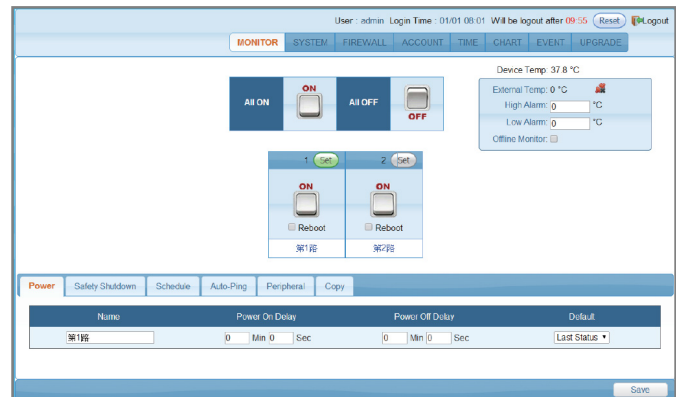 User : admin Login Time : 01/01 08:01 Will be logout after 09:55 Reset Logout
MONITOR SYSTEM FIREWALL ACCOUNT TIME CHART EVENT UPGRADE
Device Temp: 37.8 °C
External Temp: 0 °C
High Alarm: 0 °C
Low Alarm: 0 °C
Offline Monitor:
All ON ON All OFF OFF
1 Set 2 Set
ON ON
Reboot Reboot
第1路 第2路
Power Safety Shutdown Schedule Auto-Ping Peripheral Copy
Name Power On Delay Power Off Delay Default
第1路 0 Min 0 Sec 0 Min 0 Sec Last Status
Save